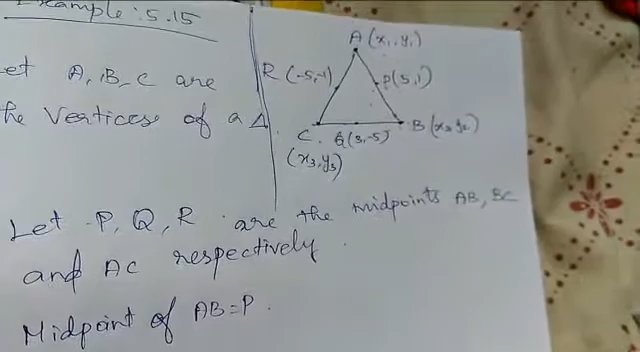 Example: 5.15
Let A, B, C are
the Vertices of a Δ
A (x₁, y₁)
R (-5,-1)
P(5,1)
C
Q(3,-5)
B (x₂, y₂)
(x₃, y₃)
Let P, Q, R are the midpoints AB, BC
and AC respectively
Midpoint of AB = P.